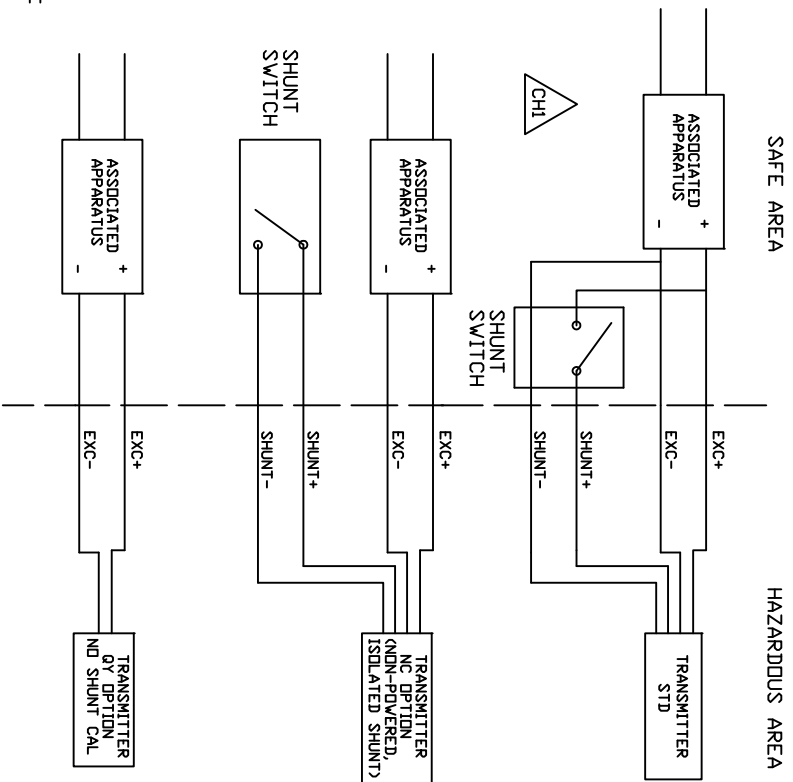 SAFE AREA
HAZARDOUS AREA
ASSOCIATED
APPARATUS
+
-
EXC+
EXC-
SHUNT+
SHUNT-
TRANSMITTER
STD
CH1
SHUNT
SWITCH
ASSOCIATED
APPARATUS
+
-
EXC+
EXC-
SHUNT+
SHUNT-
TRANSMITTER
NC OPTION
(NON-POWERED,
ISOLATED SHUNT)
SHUNT
SWITCH
ASSOCIATED
APPARATUS
+
-
EXC+
EXC-
TRANSMITTER
QY OPTION
NO SHUNT CAL